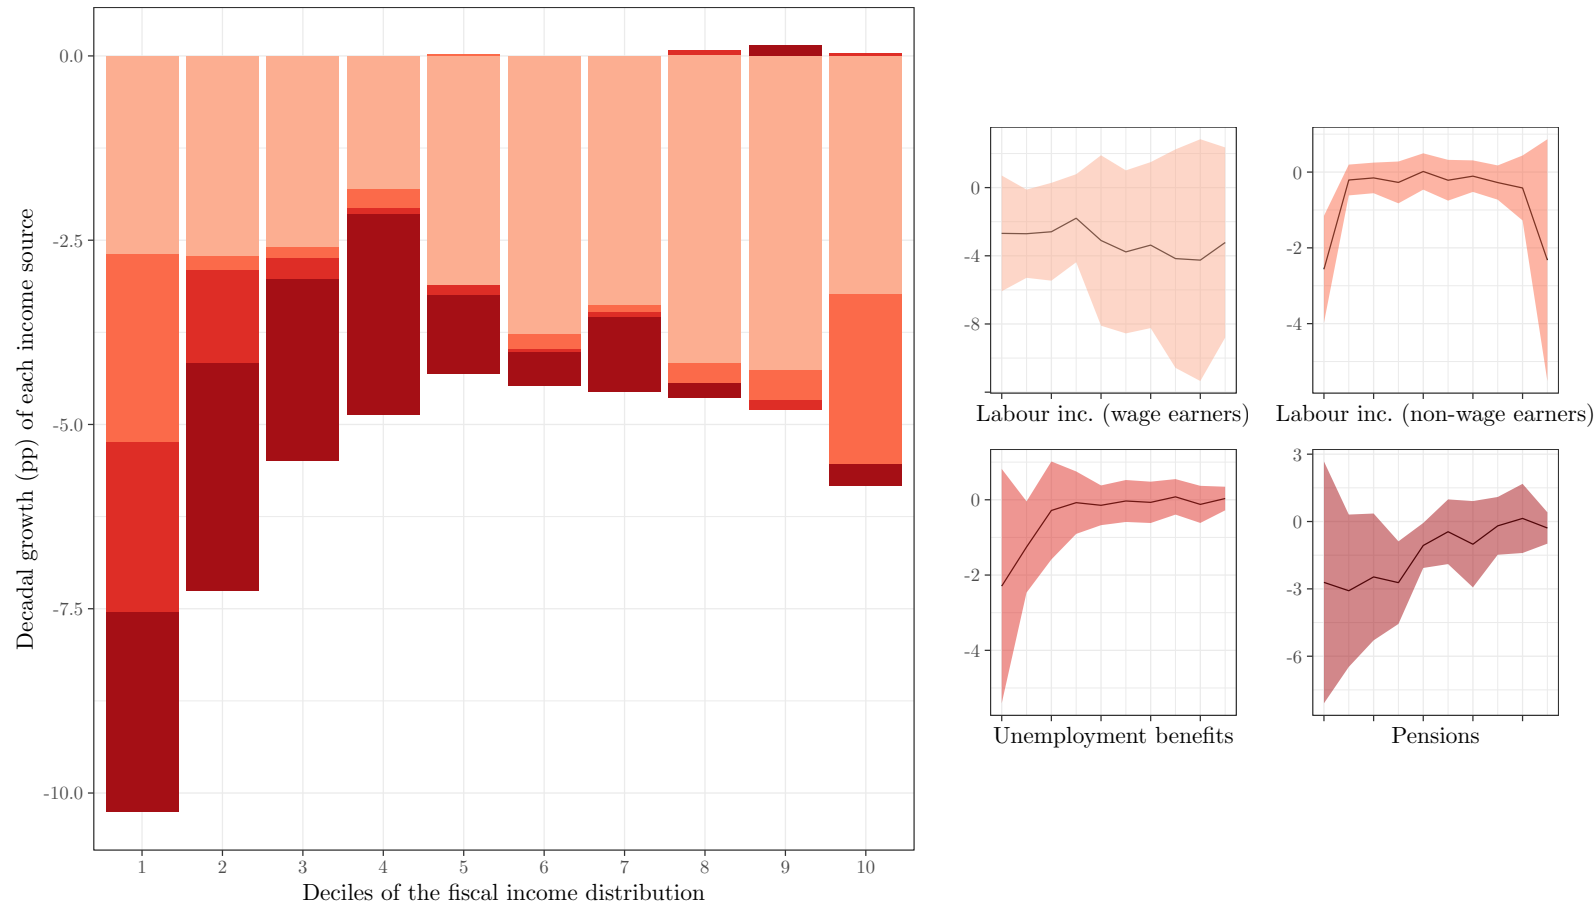 Decadal growth (pp) of each income source
0.0
-2.5
-5.0
-7.5
-10.0
1 2 3 4 5 6 7 8 9 10
Deciles of the fiscal income distribution
0
-4
-8
Labour inc. (wage earners)
0
-2
-4
Labour inc. (non-wage earners)
0
-2
-4
Unemployment benefits
3
0
-3
-6
Pensions